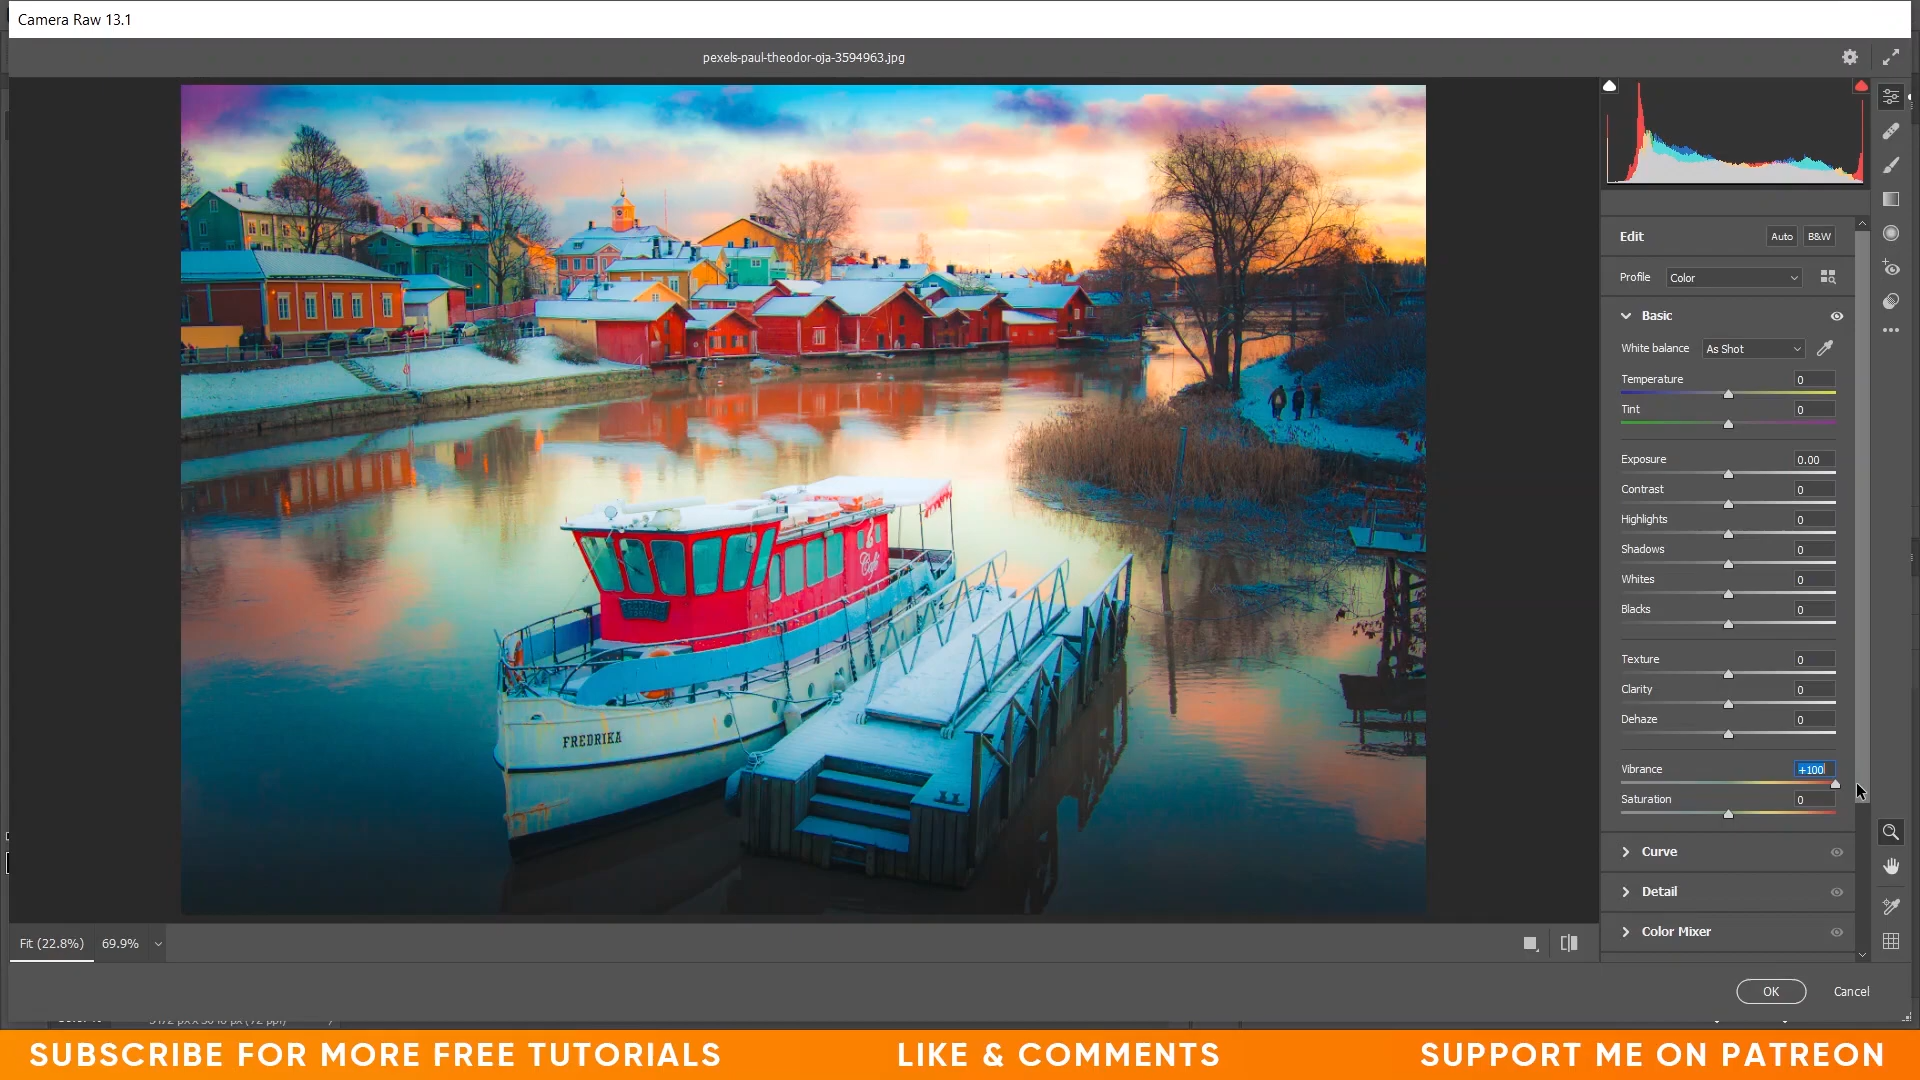 Camera Raw 13.1
pexels-paul-theodor-oja-3594963.jpg
Edit
Auto
B&W
Profile
Color
Basic
White balance
As Shot
Temperature
0
Tint
0
Exposure
0.00
Contrast
0
Highlights
0
Shadows
0
Whites
0
Blacks
0
Texture
0
Clarity
0
Dehaze
0
Vibrance
+100
Saturation
0
Curve
Detail
Color Mixer
Café
FREDRIKA
Fit (22.8%)
69.9%
OK
Cancel
SUBSCRIBE FOR MORE FREE TUTORIALS
LIKE & COMMENTS
SUPPORT ME ON PATREON